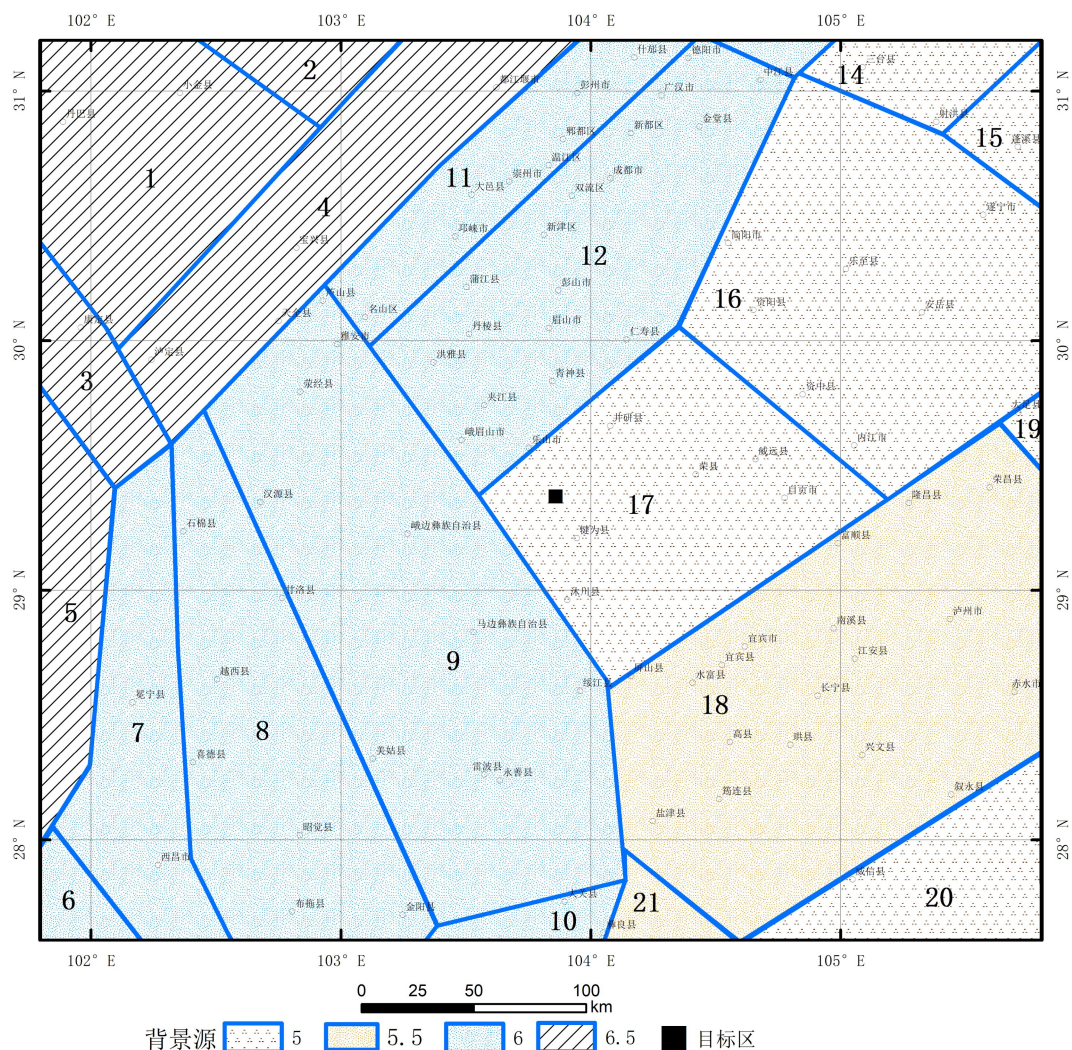 102° E 103° E 104° E 105° E
31° N 31° N
30° N 30° N
29° N 29° N
28° N 28° N
什邡县 德阳市
三台县 14
2 都江堰市 彭州市 中江县
小金县 广汉市
丹巴县 新都区 金堂县 射洪县
郫都区 15 蓬溪县
温江区
1 11 崇州市 成都市
大邑县 双流区
4 遂宁市
宝兴县 邛崃市 新津区 简阳市
12 乐至县
蒲江县 彭山市
16 资阳县 安岳县
名山区
康定县 丹棱县 眉山市
雅安市 仁寿县
泸定县 洪雅县
3 荥经县 青神县 资中县
夹江县 大足县
井研县 19
峨眉山市 乐山市 内江市
威远县
荣县 荣昌县
汉源县 自贡市 隆昌县
17
石棉县 峨边彝族自治县 犍为县 富顺县
5 甘洛县 沐川县
马边彝族自治县 南溪县 泸州市
9 宜宾市
宜宾县 江安县
越西县 绥江县 屏山县
水富县 赤水市
冕宁县 长宁县
7 8 18
高县 珙县
喜德县 美姑县 兴文县
雷波县 永善县
筠连县 叙永县
盐津县
昭觉县
西昌市 威信县
6 布拖县 金阳县 大关县 21 20
10 彝良县
102° E 103° E 104° E 105° E
0 25 50 100
km
背景源 5 5.5 6 6.5 目标区